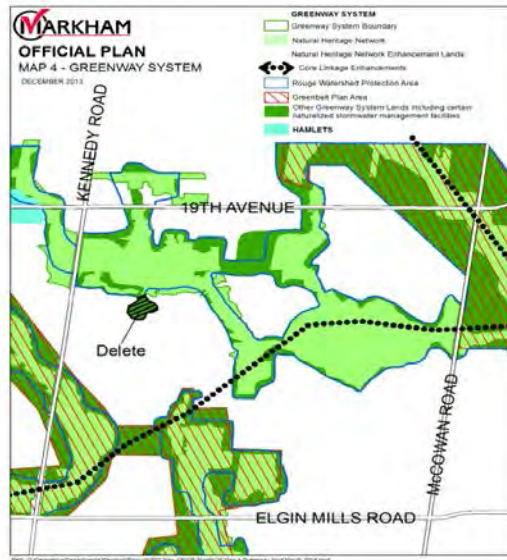 MARKHAM
OFFICIAL PLAN
MAP 4 - GREENWAY SYSTEM
DECEMBER 2013
GREENWAY SYSTEM
Greenway System Boundary
Natural Heritage Network
Natural Heritage Network Enhancement Lands:
Core Linkage Enhancements
Rouge Watershed Protection Area
Greenbelt Plan Area
Other Greenway System Lands including certain
naturalized stormwater management facilities
HAMLETS
KENNEDY ROAD
19TH AVENUE
Delete
McCOWAN ROAD
ELGIN MILLS ROAD